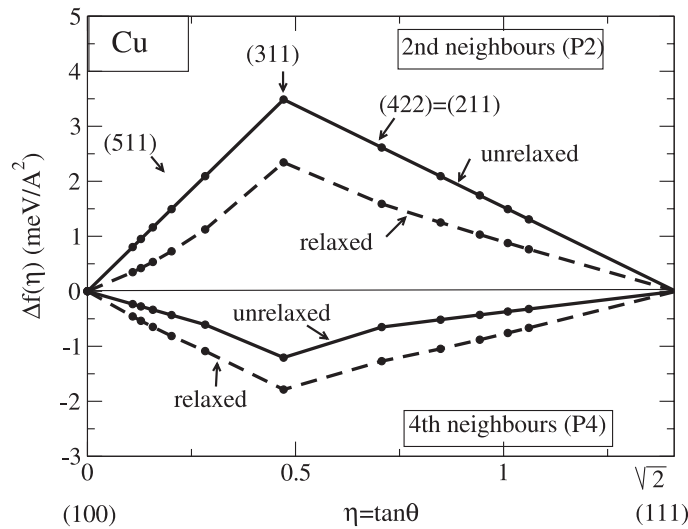 Cu
2nd neighbours (P2)
(311)
(422)=(211)
(511)
unrelaxed
relaxed
unrelaxed
relaxed
4th neighbours (P4)
Δf(η) (meV/A²)
5
4
3
2
1
0
-1
-2
-3
0 0.5 1 √2
(100) η=tanθ (111)